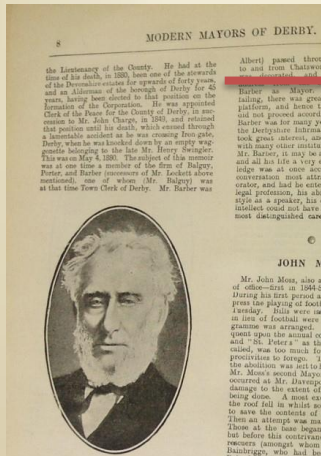 8
MODERN MAYORS OF DERBY.
the Lieutenancy of the County. He had at the
time of his death, in 1880, been one of the stewards
of the Devonshire estates for upwards of forty years,
and an Alderman of the borough of Derby for 45
years, having been elected to that position on the
formation of the Corporation. He was appointed
Clerk of the Peace for the County of Derby, in suc-
cession to Mr. John Charge, in 1849, and retained
that position until his death, which ensued through
a lamentable accident as he was crossing Iron gate,
Derby, when he was knocked down by an empty wag-
gonette belonging to the late Mr. Henry Swingler.
This was on May 4, 1880. The subject of this memoir
was at one time a member of the firm of Balguy,
Porter, and Barber (successors of Mr. Lockett above
mentioned), one of whom (Mr. Balguy) was
at that time Town Clerk of Derby. Mr. Barber was
Albert) passed throu
to and from Chatswor
Barber as Mayor.
tailing, there was grea
platform, and hence t
did not proceed accord
Barber was for many ye
the Derbyshire Infirma
took great interest, an
with many other institu
Mr. Barber, it may be a
and all his life a very
ledge was at once acc
conversation most attr
orator, and had he ente
legal profession, his ab
style as a speaker, his
intellect could not have
most distinguished care
JOHN M
Mr. John Moss, also a
of office—first in 1844-5
During his first period a
press the playing of footh
Tuesday. Bills were is
in lieu of football were
gramme was arranged.
quent upon the annual co
and "St. Peter's" as th
called, was too much fo
proclivities to forego. T
the abolition was left to
Mr. Moss's second Mayo
occurred at Mr. Davenpo
damage to the extent of
being done. A most ex
the roof fell in whilst so
to save the contents of
Then an attempt was ma
Those at the base began
but before this contrivanc
rescuers (amongst whom
Bainbrigge, who had be